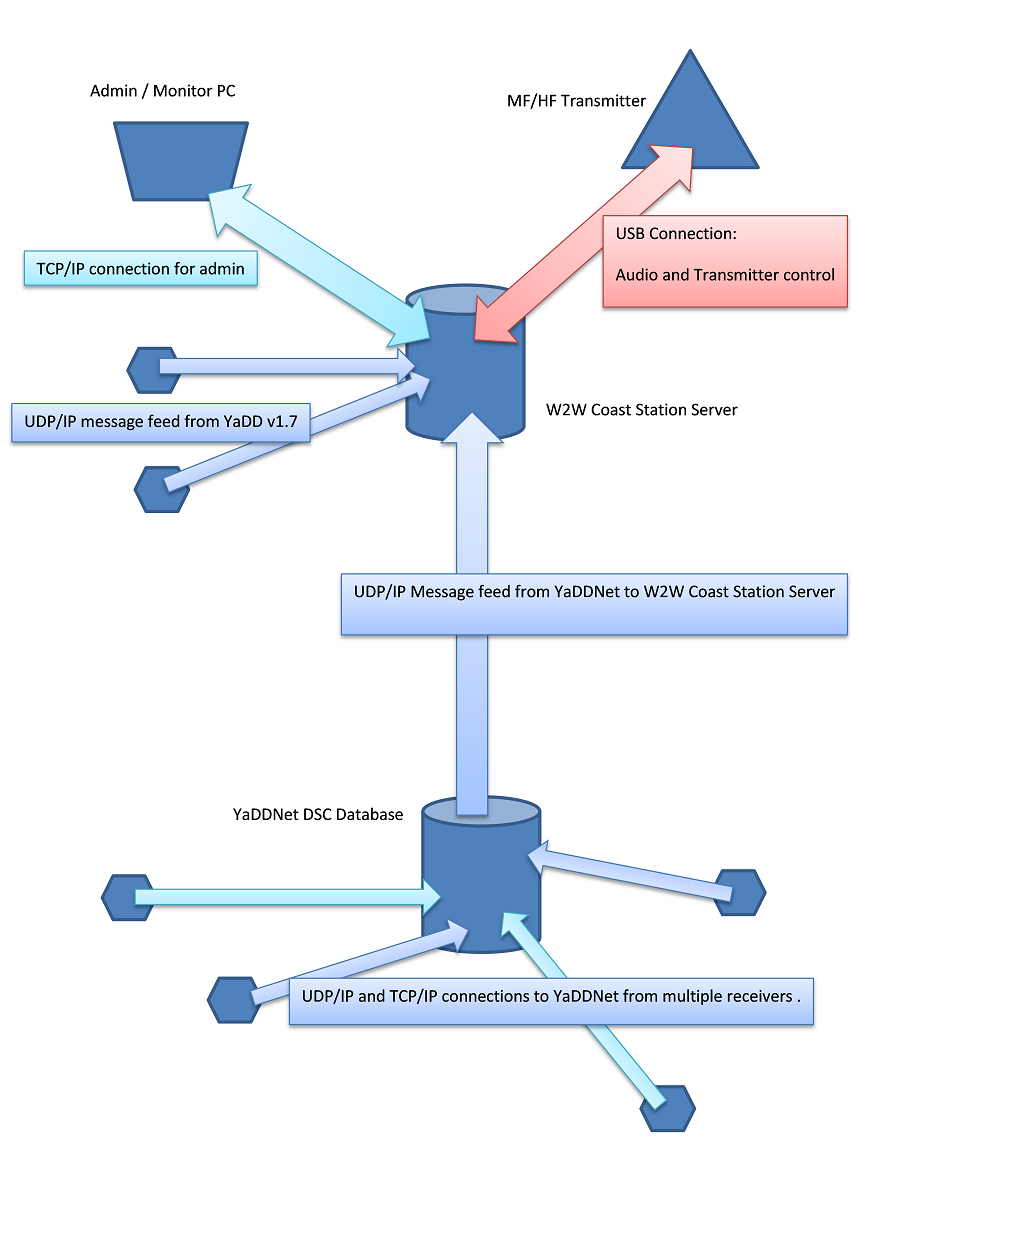 Admin / Monitor PC
MF/HF Transmitter
USB Connection:
Audio and Transmitter control
TCP/IP connection for admin
W2W Coast Station Server
UDP/IP message feed from YaDD v1.7
UDP/IP Message feed from YaDDNet to W2W Coast Station Server
YaDDNet DSC Database
UDP/IP and TCP/IP connections to YaDDNet from multiple receivers .